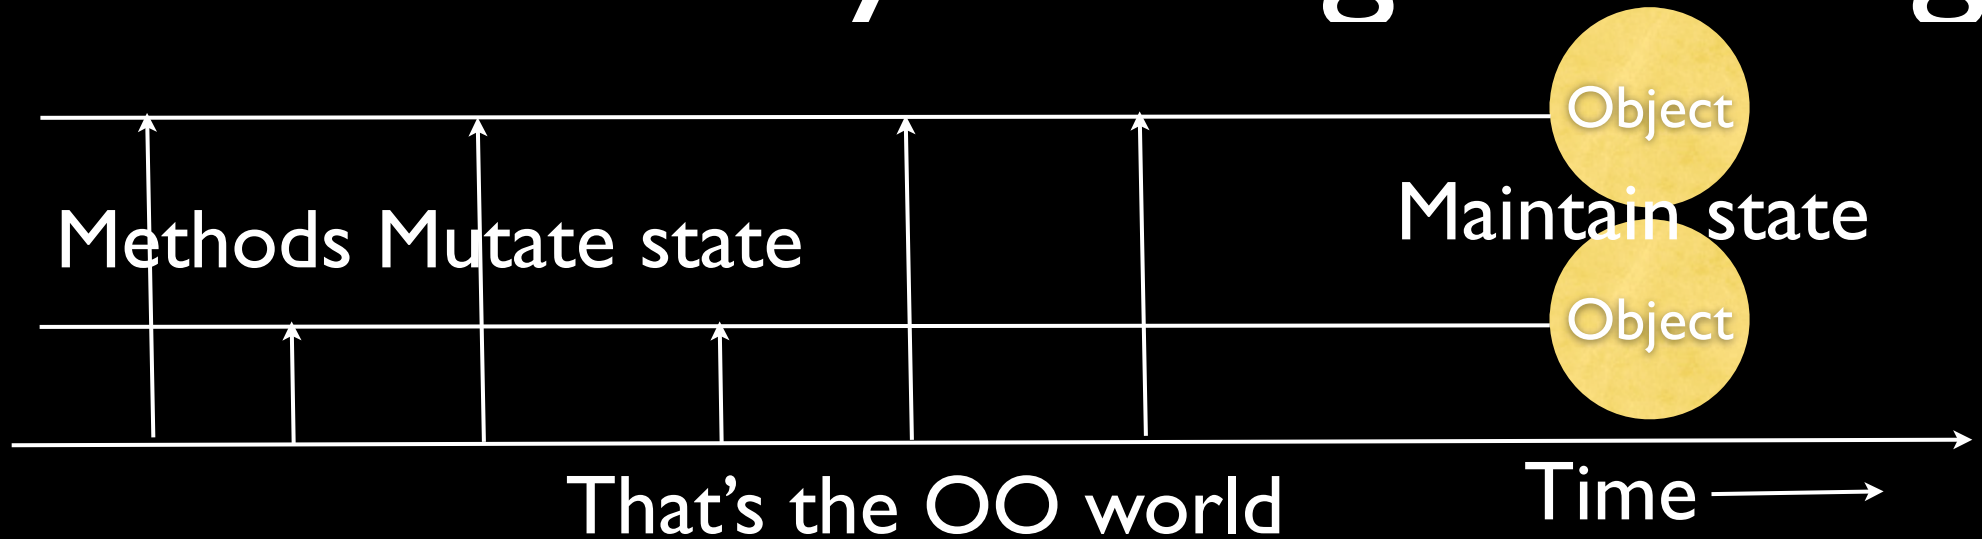 Object
Methods Mutate state
Maintain state
Object
That’s the OO world
Time